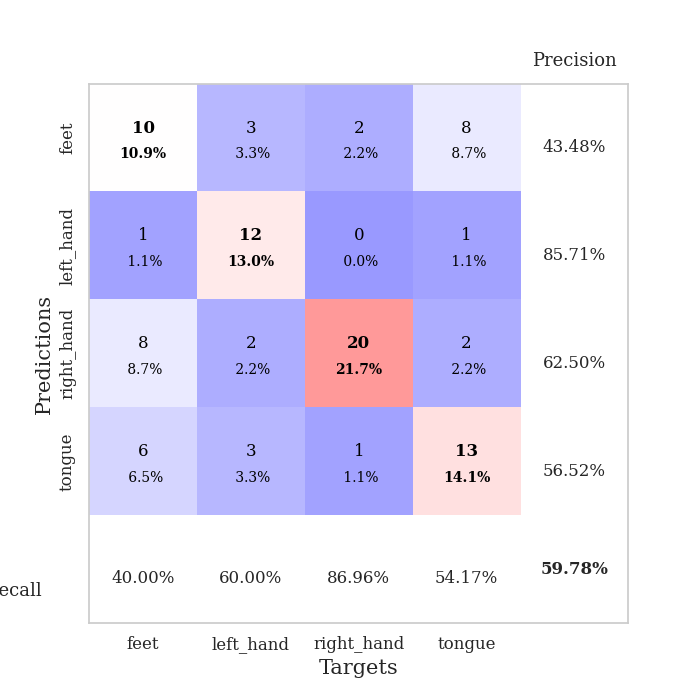 Precision
feet
10 3 2 8 43.48%
10.9% 3.3% 2.2% 8.7%
left_hand
1 12 0 1 85.71%
1.1% 13.0% 0.0% 1.1%
right_hand
8 2 20 2 62.50%
8.7% 2.2% 21.7% 2.2%
tongue
6 3 1 13 56.52%
6.5% 3.3% 1.1% 14.1%
Predictions
ecall 40.00% 60.00% 86.96% 54.17% 59.78%
feet left_hand right_hand tongue
Targets